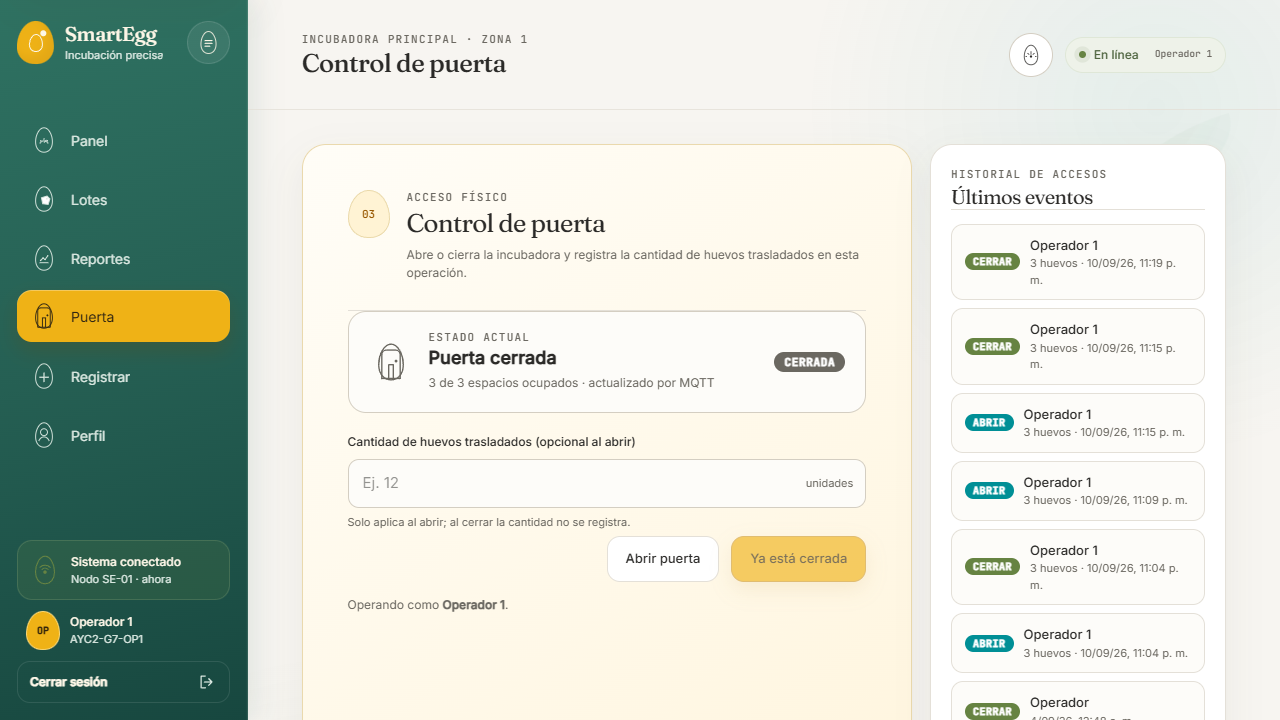 SmartEgg
Incubación precisa
Panel
Lotes
Reportes
Puerta
Registrar
Perfil
Sistema conectado
Nodo SE-01 · ahora
OP
Operador 1
AYC2-G7-OP1
Cerrar sesión
INCUBADORA PRINCIPAL · ZONA 1
Control de puerta
En línea
Operador 1
03
ACCESO FÍSICO
Control de puerta
Abre o cierra la incubadora y registra la cantidad de huevos trasladados en esta
operación.
ESTADO ACTUAL
Puerta cerrada
3 de 3 espacios ocupados · actualizado por MQTT
CERRADA
Cantidad de huevos trasladados (opcional al abrir)
Ej. 12
unidades
Solo aplica al abrir; al cerrar la cantidad no se registra.
Abrir puerta
Ya está cerrada
Operando como Operador 1.
HISTORIAL DE ACCESOS
Últimos eventos
CERRAR
Operador 1
3 huevos · 10/09/26, 11:19 p.
m.
CERRAR
Operador 1
3 huevos · 10/09/26, 11:15 p.
m.
ABRIR
Operador 1
3 huevos · 10/09/26, 11:15 p. m.
ABRIR
Operador 1
3 huevos · 10/09/26, 11:09 p. m.
CERRAR
Operador 1
3 huevos · 10/09/26, 11:04 p.
m.
ABRIR
Operador 1
3 huevos · 10/09/26, 11:04 p. m.
CERRAR
Operador